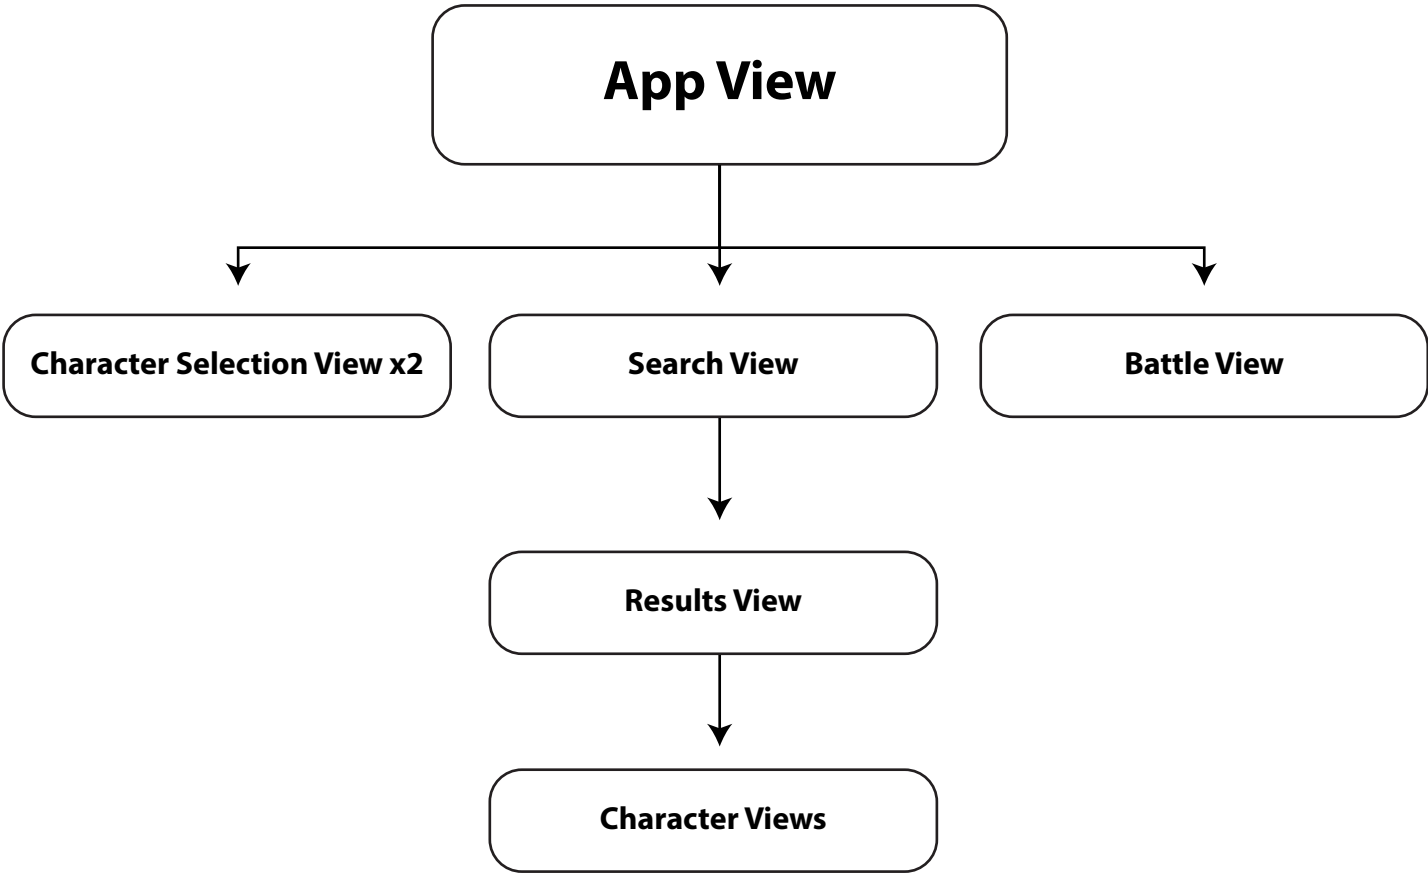 App View
Character Selection View x2
Search View
Battle View
Results View
Character Views